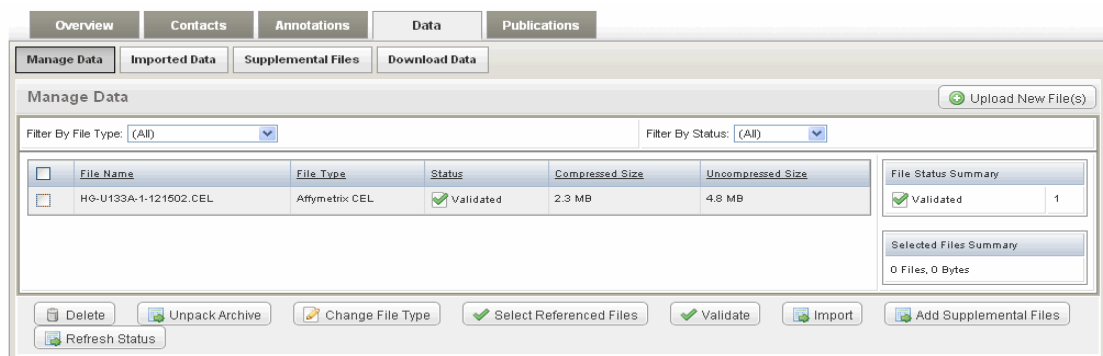 Overview Contacts Annotations Data Publications
Manage Data Imported Data Supplemental Files Download Data
Manage Data Upload New File(s)
Filter By File Type: (All) Filter By Status: (All)
File Name File Type Status Compressed Size Uncompressed Size File Status Summary
HG-U133A-1-121502.CEL Affymetrix CEL Validated 2.3 MB 4.8 MB Validated 1
Selected Files Summary
0 Files, 0 Bytes
Delete Unpack Archive Change File Type Select Referenced Files Validate Import Add Supplemental Files
Refresh Status